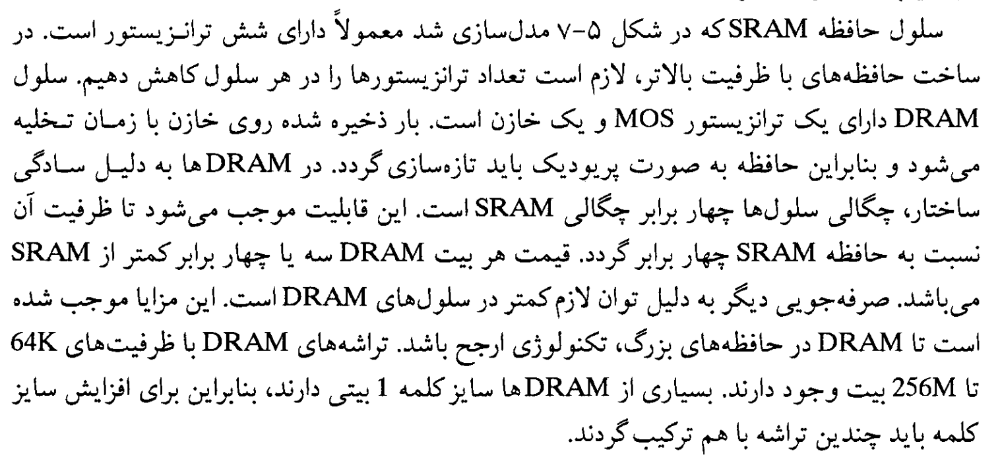 سلول حافظه SRAM که در شکل ۵-۷ مدل‌سازی شد معمولاً دارای شش ترانزیستور است. در
ساخت حافظه‌های با ظرفیت بالاتر، لازم است تعداد ترانزیستورها را در هر سلول کاهش دهیم. سلول
DRAM دارای یک ترانزیستور MOS و یک خازن است. بار ذخیره شده روی خازن با زمان تخلیه
می‌شود و بنابراین حافظه به صورت پریودیک باید تازه‌سازی گردد. در DRAMها به دلیل سادگی
ساختار، چگالی سلول‌ها چهار برابر چگالی SRAM است. این قابلیت موجب می‌شود تا ظرفیت آن
نسبت به حافظه SRAM چهار برابر گردد. قیمت هر بیت DRAM سه یا چهار برابر کمتر از SRAM
می‌باشد. صرفه‌جویی دیگر به دلیل توان لازم کمتر در سلول‌های DRAM است. این مزایا موجب شده
است تا DRAM در حافظه‌های بزرگ، تکنولوژی ارجح باشد. تراشه‌های DRAM با ظرفیت‌های 64K
تا 256M بیت وجود دارند. بسیاری از DRAMها سایز کلمه 1 بیتی دارند، بنابراین برای افزایش سایز
کلمه باید چندین تراشه با هم ترکیب گردند.